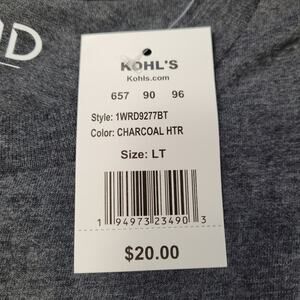 KOHL'S
Kohls.com
657 90 96
Style: 1WRD9277BT
Color: CHARCOAL HTR
Size: LT
1 94973 23490 3
$20.00